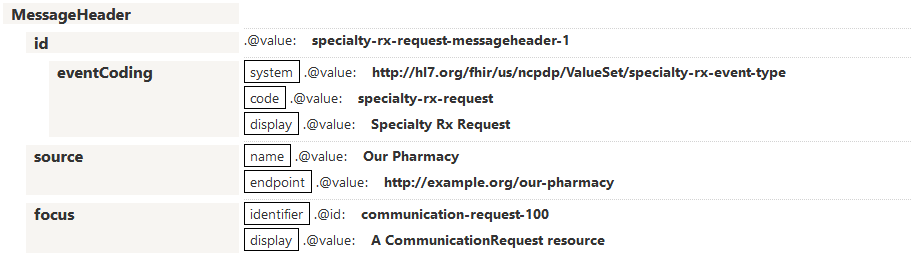 MessageHeader
id .@value: specialty-rx-request-messageheader-1
eventCoding system .@value: http://hl7.org/fhir/us/ncpdp/ValueSet/specialty-rx-event-type
code .@value: specialty-rx-request
display .@value: Specialty Rx Request
source name .@value: Our Pharmacy
endpoint .@value: http://example.org/our-pharmacy
focus identifier .@id: communication-request-100
display .@value: A CommunicationRequest resource